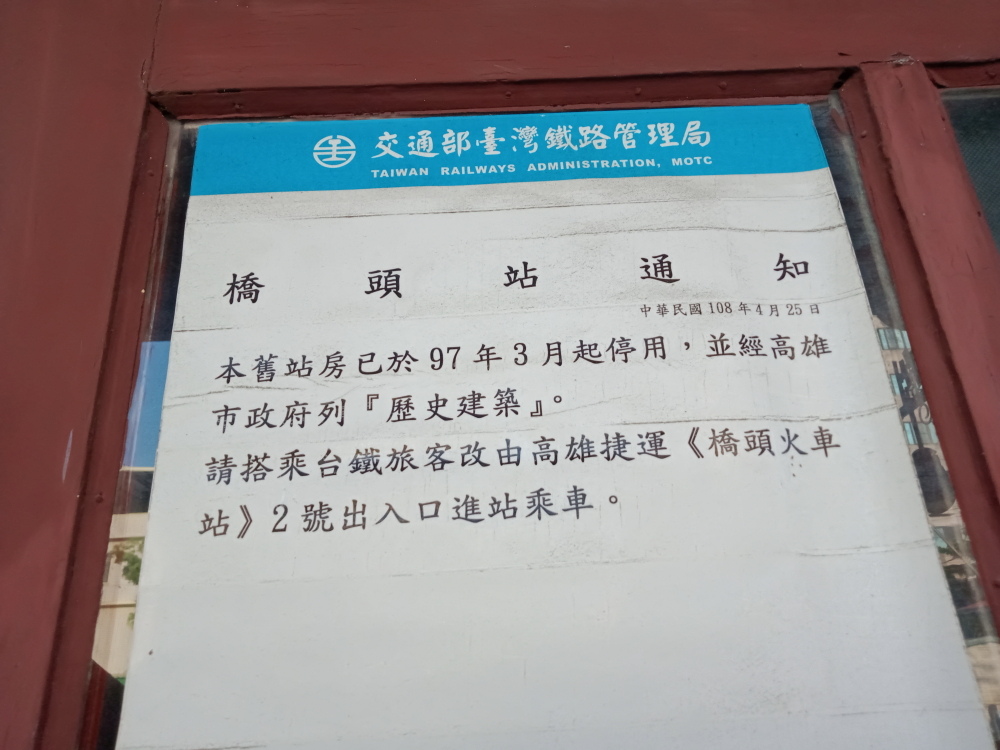 交通部臺灣鐵路管理局
TAIWAN RAILWAYS ADMINISTRATION, MOTC
橋頭站通知
中華民國108年4月25日
本舊站房已於97年3月起停用，並經高雄
市政府列『歷史建築』。
請搭乘台鐵旅客改由高雄捷運《橋頭火車
站》2號出入口進站乘車。